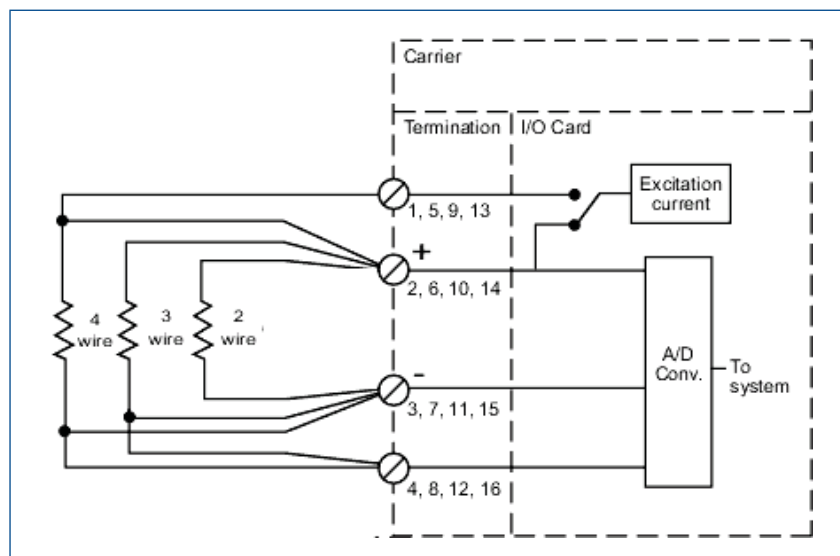 Carrier
Termination
I/O Card
Excitation
current
1, 5, 9, 13
+
2, 6, 10, 14
4
wire
3
wire
2
wire
A/D
Conv.
To
system
-
3, 7, 11, 15
4, 8, 12, 16